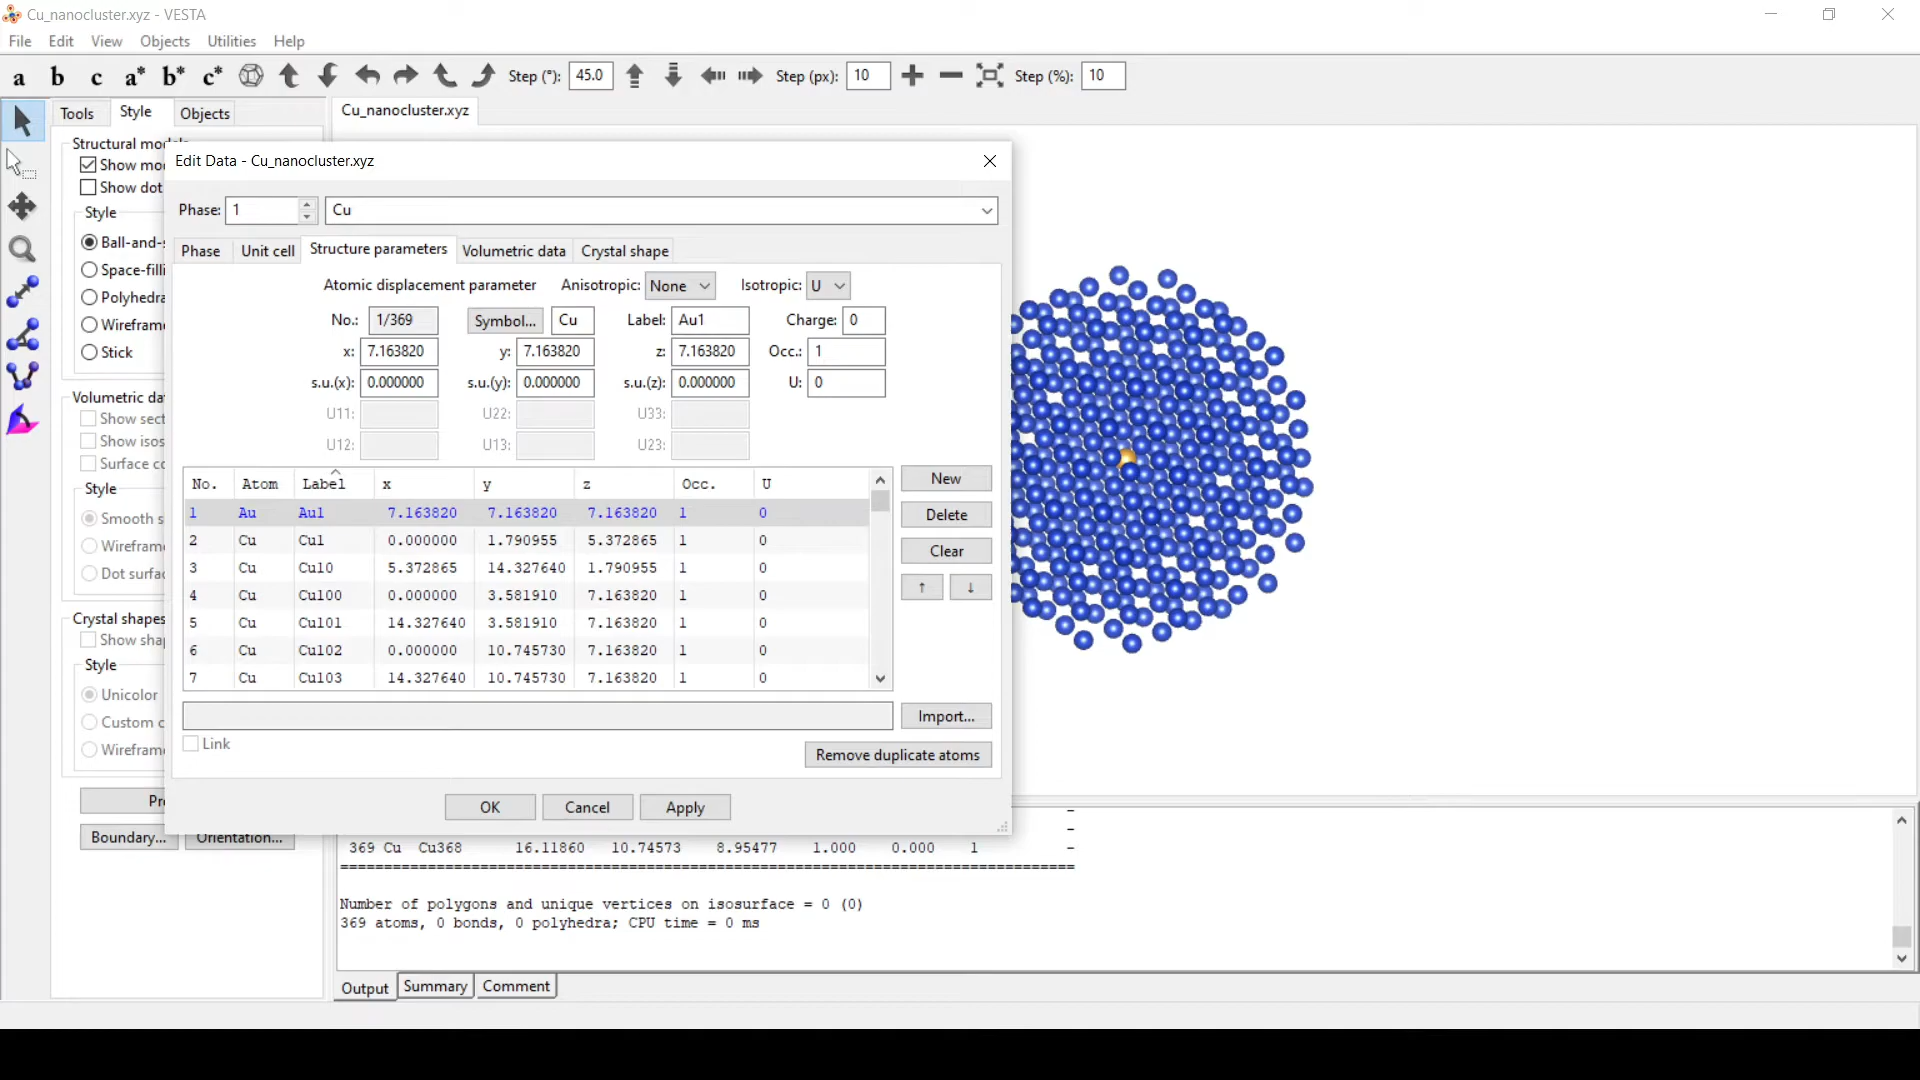 Cu_nanocluster.xyz - VESTA
File Edit View Objects Utilities Help
a b c a* b* c* Step (°): 45.0 Step (px): 10 Step (%): 10
Tools Style Objects Cu_nanocluster.xyz
Structural
Show
Show dot
Style
Ball-and-
Space-filli
Polyhedra
Wirefram
Stick
Volumetric
Show sect
Show isos
Surface
Style
Smooth
Wirefram
Dot surfa
Crystal shapes
Show
Style
Unicolor
Custom
Wirefram
Boundary... Orientation...
Edit Data - Cu_nanocluster.xyz
Phase: 1 Cu
Phase Unit cell Structure parameters Volumetric data Crystal shape
Atomic displacement parameter Anisotropic: None Isotropic: U
No.: 1/369 Symbol... Cu Label: Au1 Charge: 0
x: 7.163820 y: 7.163820 z: 7.163820 Occ.: 1
s.u.(x): 0.000000 s.u.(y): 0.000000 s.u.(z): 0.000000 U: 0
U11: U22: U33:
U12: U13: U23:
No. Atom Label x y z Occ. U
1 Au Au1 7.163820 7.163820 7.163820 1 0
2 Cu Cu1 0.000000 1.790955 5.372865 1 0
3 Cu Cu10 5.372865 14.327640 1.790955 1 0
4 Cu Cu100 0.000000 3.581910 7.163820 1 0
5 Cu Cu101 14.327640 3.581910 7.163820 1 0
6 Cu Cu102 0.000000 10.745730 7.163820 1 0
7 Cu Cu103 14.327640 10.745730 7.163820 1 0
New
Delete
Clear
↑ ↓
Import...
Link
Remove duplicate atoms
OK Cancel Apply
369 Cu Cu368 16.11860 10.74573 8.95477 1.000 0.000 1 -
Number of polygons and unique vertices on isosurface = 0 (0)
369 atoms, 0 bonds, 0 polyhedra; CPU time = 0 ms
Output Summary Comment